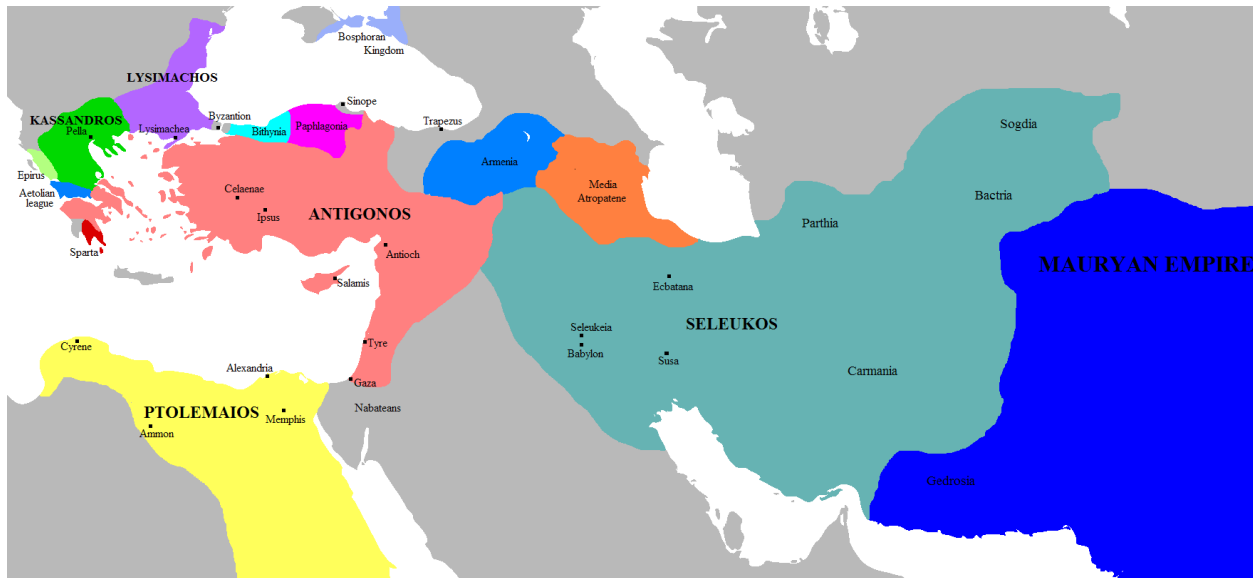 Bosphoran
Kingdom
LYSIMACHOS
Sinope
KASSANDROS
Byzantion
Trapezus
Sogdia
Pella
Lysimachea
Bithynia
Paphlagonia
Armenia
Epirus
Media
Atropatene
Aetolian
league
Celaenae
Bactria
Ipsus
ANTIGONOS
Parthia
Sparta
Antioch
MAURYAN EMPIRE
Salamis
Ecbatana
Seleukeia
SELEUKOS
Cyrene
Tyre
Babylon
Susa
Alexandria
Carmania
Gaza
PTOLEMAIOS
Memphis
Nabateans
Ammon
Gedrosia